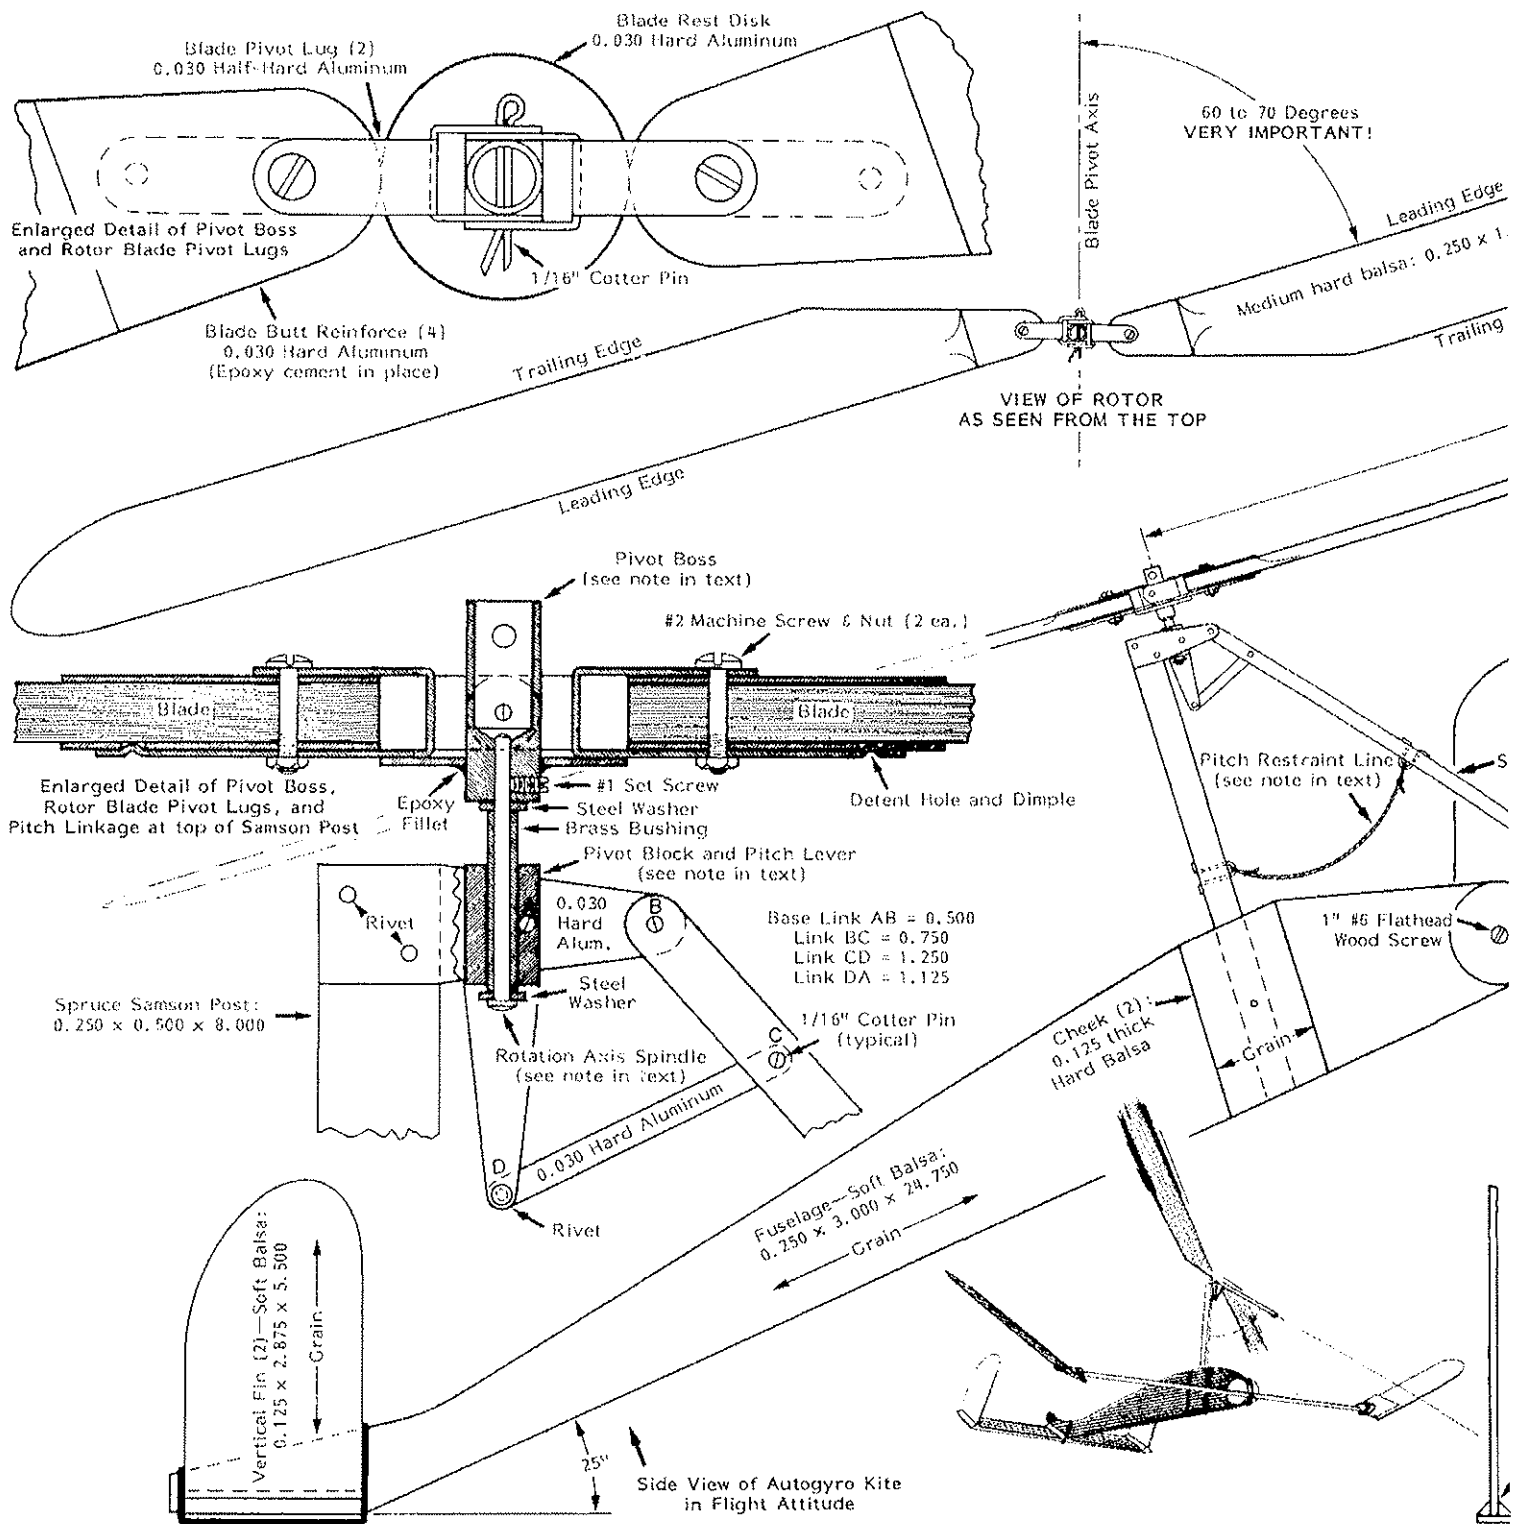 Blade Rest Disk
0.030 Hard Aluminum
Blade Pivot Lug (2)
0.030 Half-Hard Aluminum
Blade Pivot Axis
60 to 70 Degrees
VERY IMPORTANT!
Enlarged Detail of Pivot Boss
and Rotor Blade Pivot Lugs
1/16" Cotter Pin
Leading Edge
Medium hard balsa: 0.250 x 1.
Trailing
Blade Butt Reinforce (4)
0.030 Hard Aluminum
(Epoxy cement in place)
Trailing Edge
VIEW OF ROTOR
AS SEEN FROM THE TOP
Leading Edge
Pivot Boss
(see note in text)
#2 Machine Screw & Nut (2 ea.)
Blade
Blade
Enlarged Detail of Pivot Boss,
Rotor Blade Pivot Lugs, and
Pitch Linkage at top of Samson Post
Epoxy
Fillet
#1 Set Screw
Steel Washer
Brass Bushing
Detent Hole and Dimple
Pitch Restraint Line
(see note in text)
S
Pivot Block and Pitch Lever
(see note in text)
Rivet
A
0.030
Hard
Alum.
B
Base Link AB = 0.500
Link BC = 0.750
Link CD = 1.250
Link DA = 1.125
1" #6 Flathead
Wood Screw
Spruce Samson Post:
0.250 x 0.500 x 8.000
Steel
Washer
1/16" Cotter Pin
(typical)
C
Rotation Axis Spindle
(see note in text)
Cheek (2):
0.125 thick
Hard Balsa
Grain
0.030 Hard Aluminum
D
Rivet
Fuselage—Soft Balsa:
0.250 x 3.000 x 24.750
Grain
Vertical Fin (2)—Soft Balsa:
0.125 x 2.875 x 5.500
Grain
25°
Side View of Autogyro Kite
in Flight Attitude